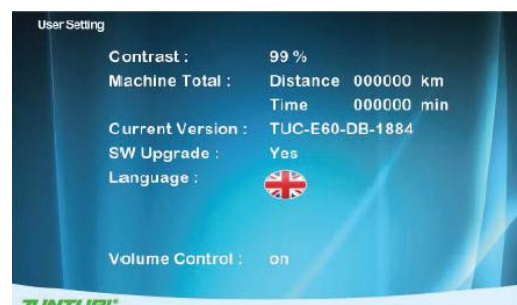 User Setting
Contrast : 99 %
Machine Total : Distance 000000 km
Time 000000 min
Current Version : TUC-E60-DB-1884
SW Upgrade : Yes
Language :
Volume Control : on
TUNTURI